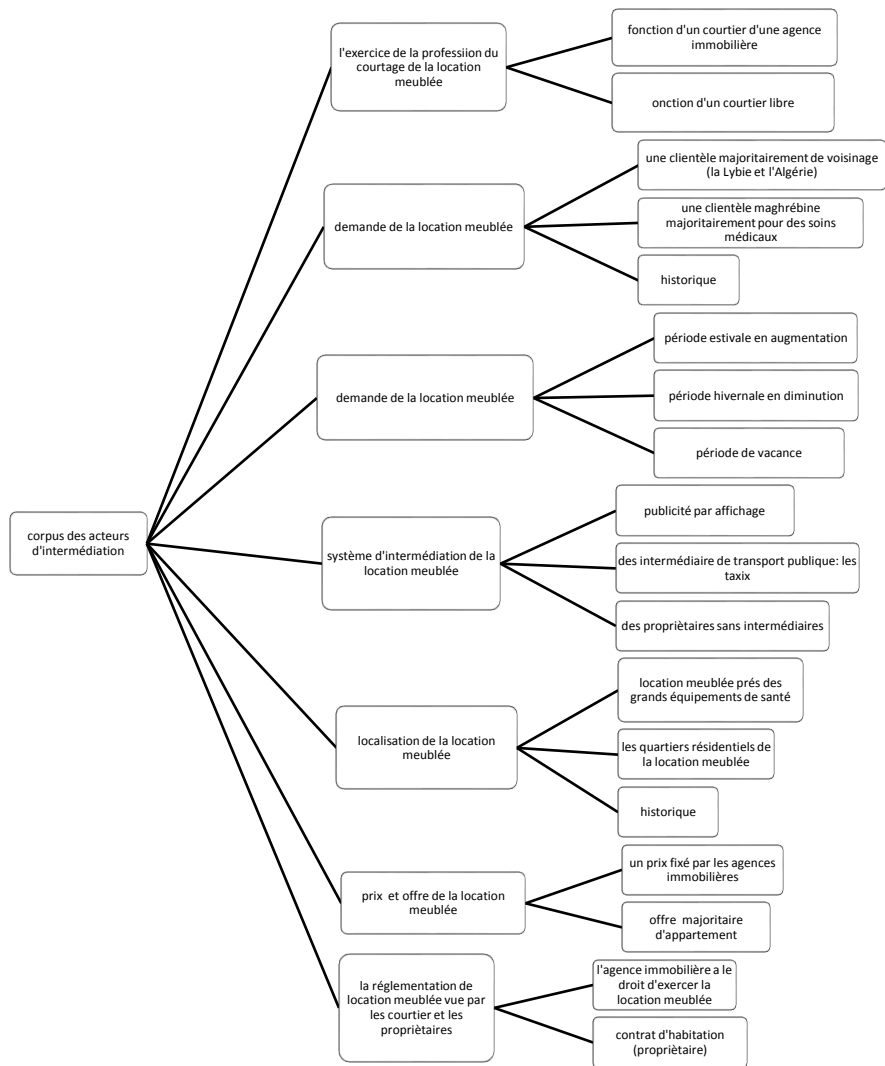 corpus des acteurs
d'intermédiation
l'exercice de la professiion du
courtage de la location
meublée
fonction d'un courtier d'une agence
immobilière
onction d'un courtier libre
demande de la location meublée
une clientèle majoritairement de voisinage
(la Lybie et l'Algérie)
une clientèle maghrébine
majoritairement pour des soins
médicaux
historique
demande de la location meublée
période estivale en augmentation
période hivernale en diminution
période de vacance
système d'intermédiation de la
location meublée
publicité par affichage
des intermédiaire de transport publique: les
taxix
des propriètaires sans intermédiaires
localisation de la location
meublée
location meublée prés des
grands équipements de santé
les quartiers résidentiels de
la location meublée
historique
prix et offre de la location
meublée
un prix fixé par les agences
immobilières
offre majoritaire
d'appartement
la réglementation de
location meublée vue par
les courtier et les
propriètaires
l'agence immobilière a le
droit d'exercer la
location meublée
contrat d'habitation
(propriètaire)